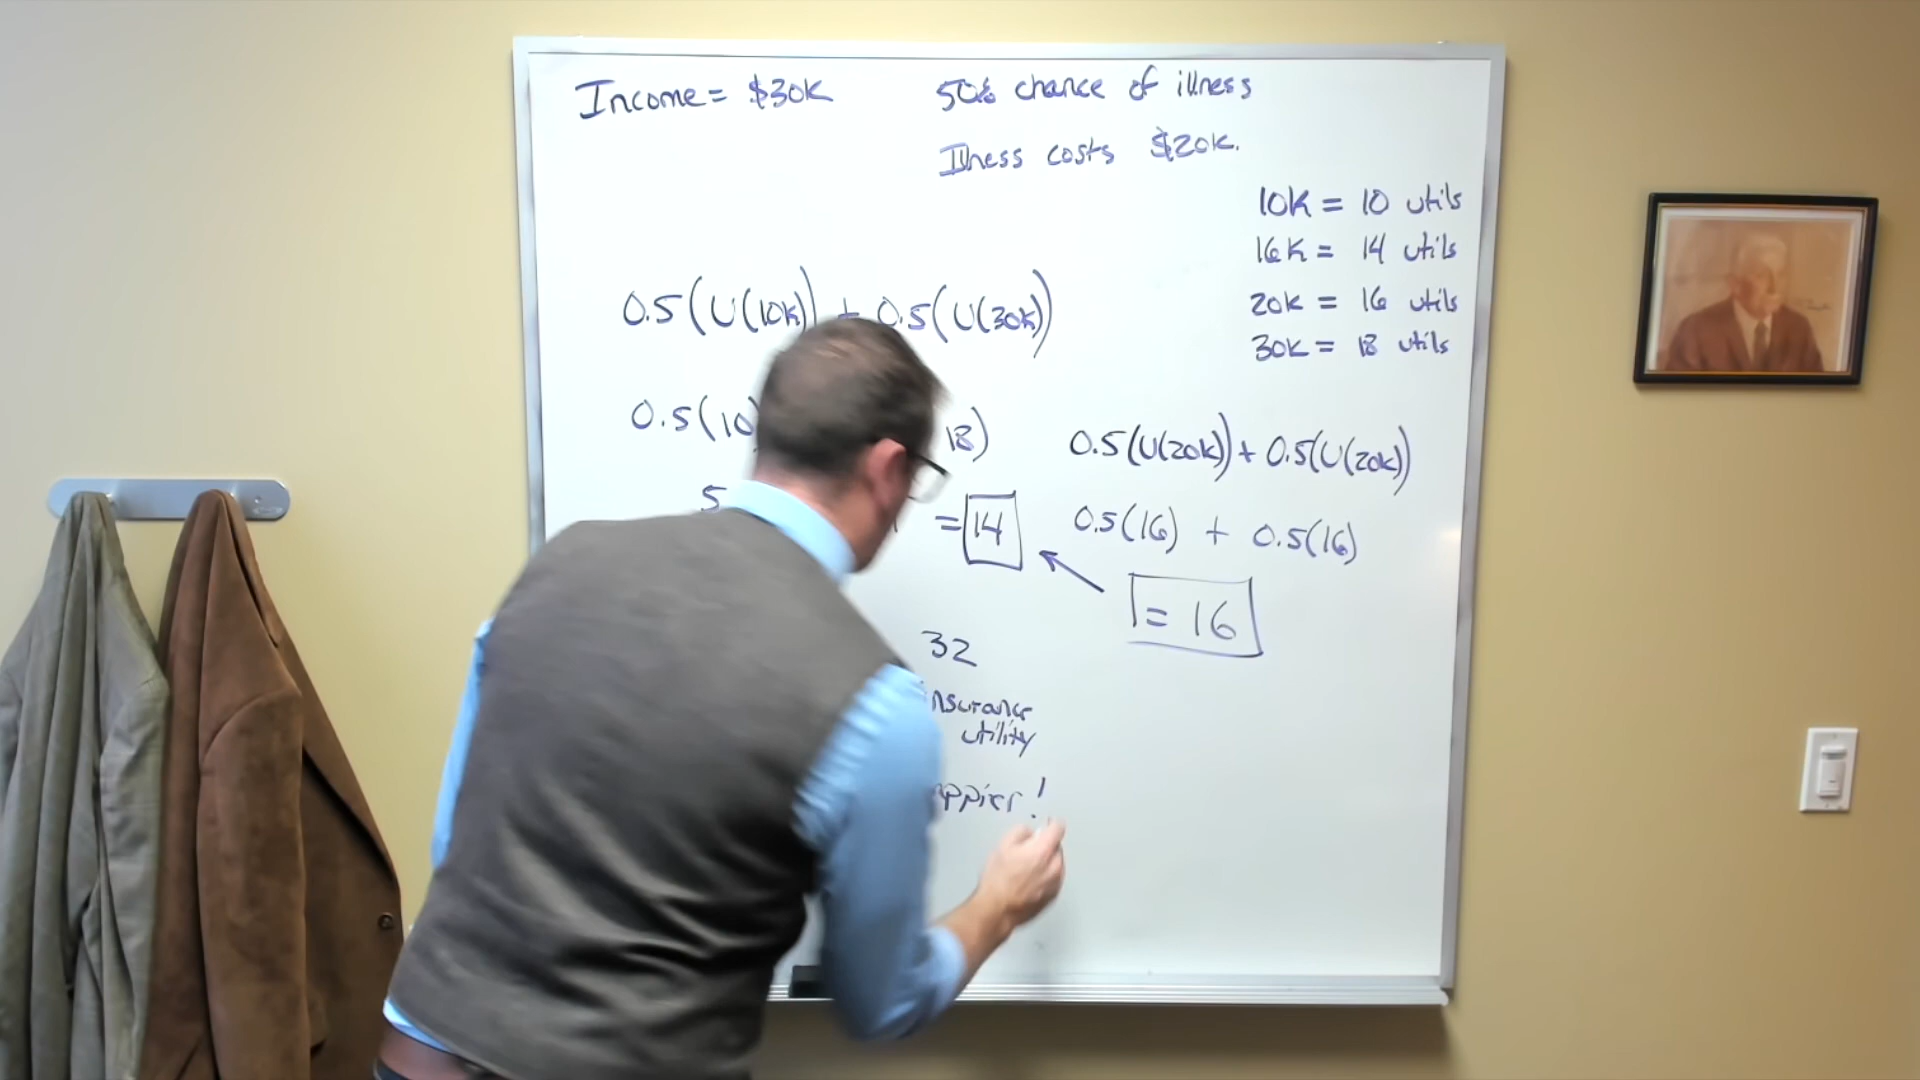 Income = $30K
50% chance of illness
Illness costs $20K.
10K = 10 utils
16K = 14 utils
20K = 16 utils
30K = 18 utils
0.5(U(10K)) + 0.5(U(30K))
0.5(10 18)
0.5(U(20K)) + 0.5(U(20K))
5 = 14
0.5(16) + 0.5(16)
= 16
32
insurance
utility
ppier!